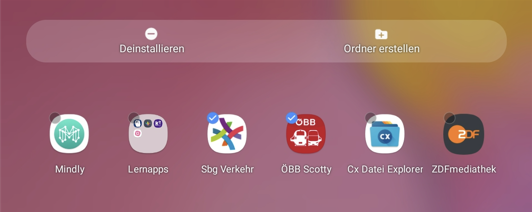 Deinstallieren
Ordner erstellen
ÖBB
CX
ZDF
Mindly
Lernapps
Sbg Verkehr
ÖBB Scotty
Cx Datei Explorer
ZDFmediathek